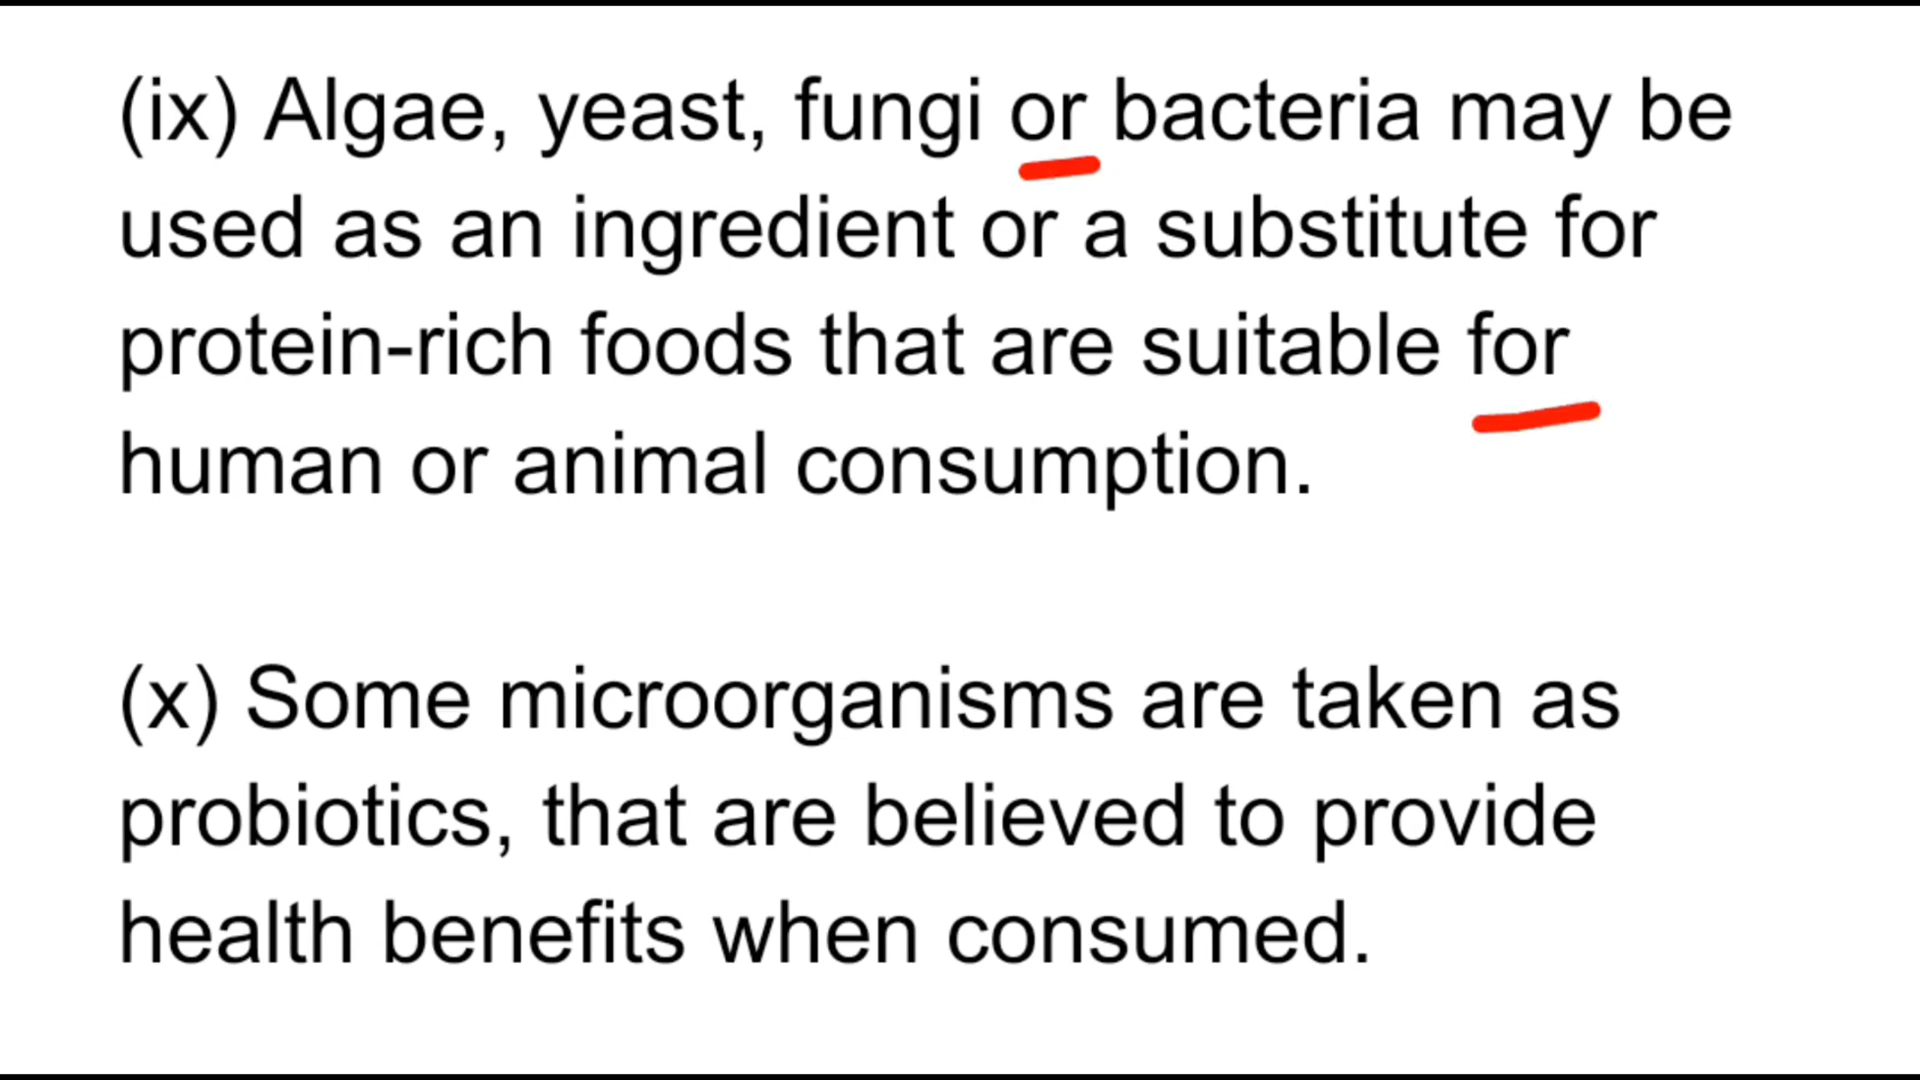 (ix) Algae, yeast, fungi or bacteria may be
used as an ingredient or a substitute for
protein-rich foods that are suitable for
human or animal consumption.
(x) Some microorganisms are taken as
probiotics, that are believed to provide
health benefits when consumed.